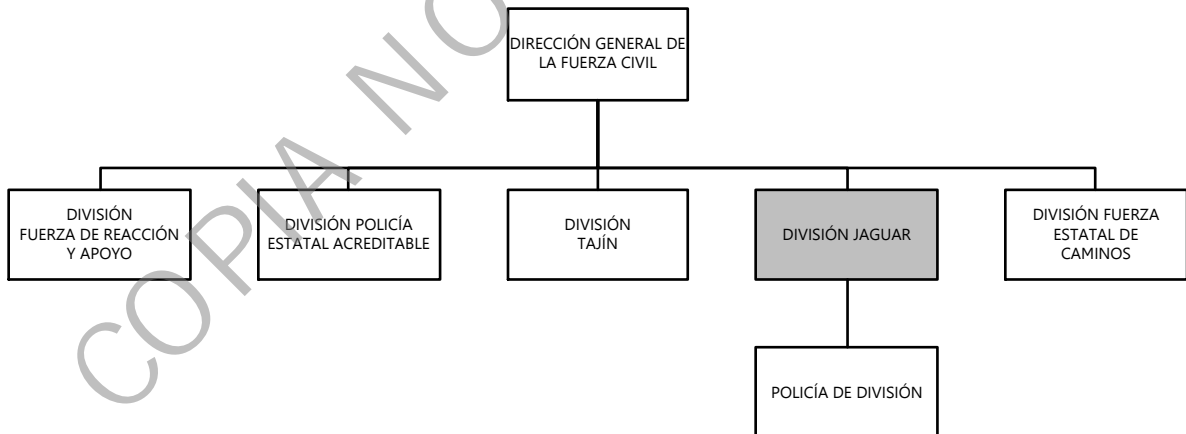 DIRECCIÓN GENERAL DE
LA FUERZA CIVIL
DIVISIÓN
FUERZA DE REACCIÓN
Y APOYO
DIVISIÓN POLICÍA
ESTATAL ACREDITABLE
DIVISIÓN
TAJÍN
DIVISIÓN JAGUAR
DIVISIÓN FUERZA
ESTATAL DE
CAMINOS
POLICÍA DE DIVISIÓN
COPIA NO